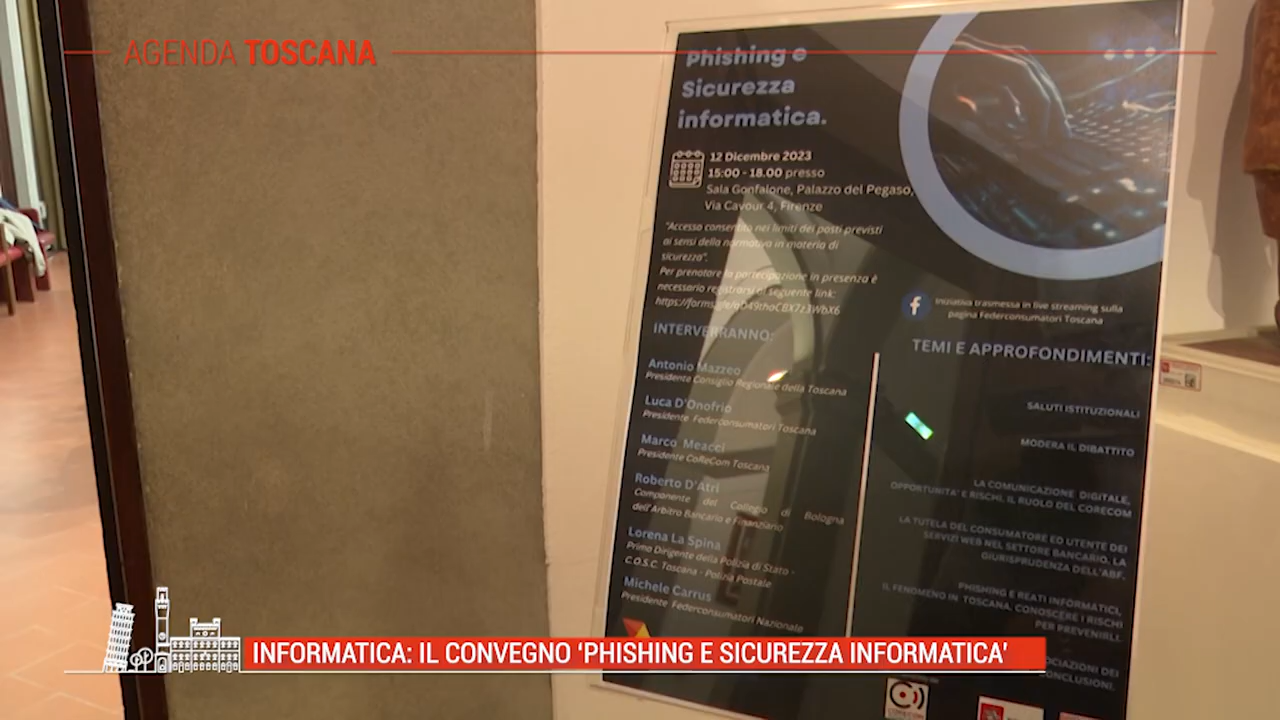 AGENDA TOSCANA
Phishing e
Sicurezza
informatica.
12 Dicembre 2023
15:00 - 18.00 presso
Sala Gonfalone, Palazzo del Pegaso,
Via Cavour 4, Firenze
"Accesso consentito nei limiti dei posti previsti
ai sensi della normativa in materia di
sicurezza".
Per prenotare la partecipazione in presenza è
necessario registrarsi al seguente link:
INTERVERRANNO:
Antonio Mazzeo
Presidente Consiglio Regionale della Toscana
Luca D'Onofrio
Presidente Federconsumatori Toscana
Marco Meacci
Presidente CoReCom Toscana
Roberto D'Atri
Componente del Collegio di Bologna
dell'Arbitro Bancario e Finanziario
Lorena La Spina
Primo Dirigente della Polizia di Stato -
C.O.S.C. Toscana - Polizia Postale
Michele Carrus
Presidente Federconsumatori Nazionale
Iniziativa trasmessa in live streaming sulla
pagina Federconsumatori Toscana
TEMI E APPROFONDIMENTI:
SALUTI ISTITUZIONALI
MODERA IL DIBATTITO
LA COMUNICAZIONE DIGITALE,
OPPORTUNITA' E RISCHI. IL RUOLO DEL CORECOM
LA TUTELA DEL CONSUMATORE ED UTENTE DEI
SERVIZI WEB NEL SETTORE BANCARIO. LA
GIURISPRUDENZA DELL'ABF.
PHISHING E REATI INFORMATICI,
IL FENOMENO IN TOSCANA, CONOSCERE I RISCHI
PER PREVENIRLI.
DEI
CONCLUSIONI.
INFORMATICA: IL CONVEGNO 'PHISHING E SICUREZZA INFORMATICA'